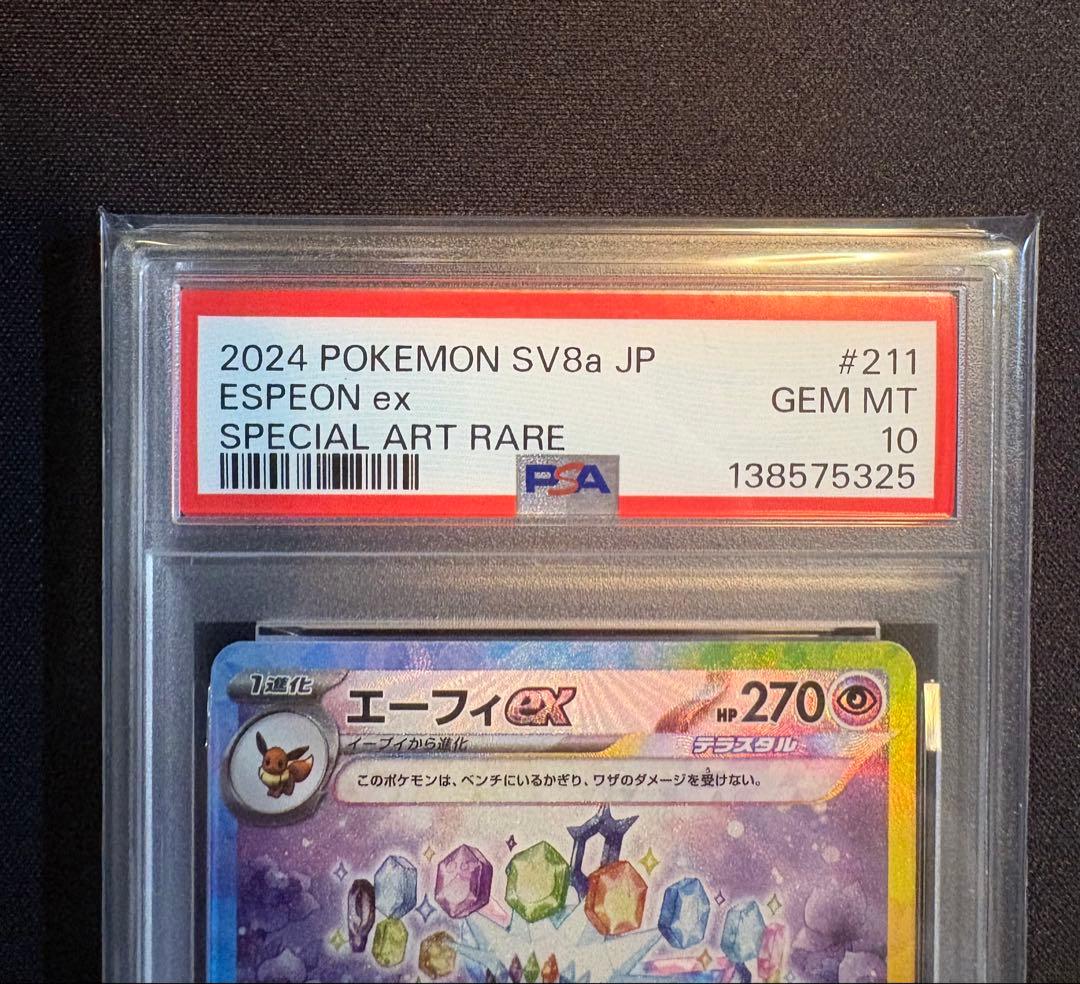 2024 POKEMON SV8a JP #211
ESPEON ex GEM MT
SPECIAL ART RARE 10
PSA 138575325
1進化 エーフィex HP270
イーブイから進化 テラスタル
このポケモンは、ベンチにいるかぎり、ワザのダメージを受けない。